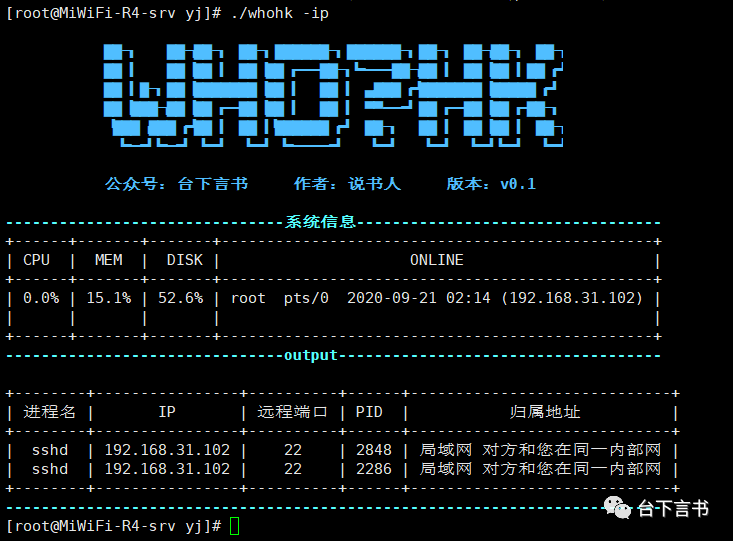 [root@MiWiFi-R4-srv yj]# ./whohk -ip
WHO?HK
公众号：台下言书 作者：说书人 版本：v0.1
-------------------------------系统信息----------------------------------
+------+-------+-------+------------------------------------------------+
| CPU | MEM | DISK | ONLINE |
+------+-------+-------+------------------------------------------------+
| 0.0% | 15.1% | 52.6% | root pts/0 2020-09-21 02:14 (192.168.31.102) |
| | | | |
+------+-------+-------+------------------------------------------------+
-------------------------------output------------------------------------
+--------+----------------+----------+------+-----------------------------+
| 进程名 | IP | 远程端口 | PID | 归属地址 |
+--------+----------------+----------+------+-----------------------------+
| sshd | 192.168.31.102 | 22 | 2848 | 局域网 对方和您在同一内部网 |
| sshd | 192.168.31.102 | 22 | 2286 | 局域网 对方和您在同一内部网 |
+--------+----------------+----------+------+-----------------------------+
-------------------------------------------------------------------------
台下言书
[root@MiWiFi-R4-srv yj]#